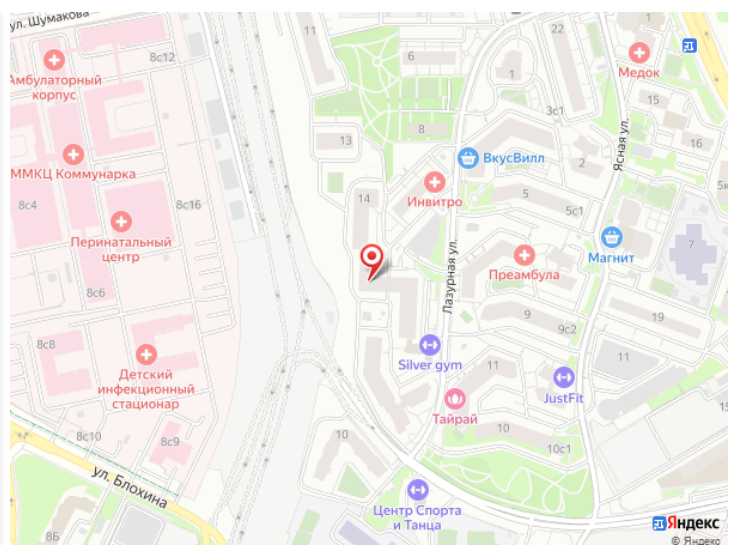 ул. Шумакова
8с12
11
22
1
6
Амбулаторный
корпус
1
Медок
3с1
15
Ясная ул.
8
13
16
ВкусВилл
2
ММКЦ Коммунарка
5
5к
14
Инвитро
8с4
8с16
5с1
Перинатальный
центр
Лазурная ул.
7
Магнит
Преамбула
8с6
9
19
9с2
8с8
Silver gym
11
11
Детский
инфекционный
стационар
JustFit
Тайрай
10
10
8с10
8с9
10с1
15
ул. Блохина
Центр Спорта
и Танца
Яндекс
8Б
© Яндекс